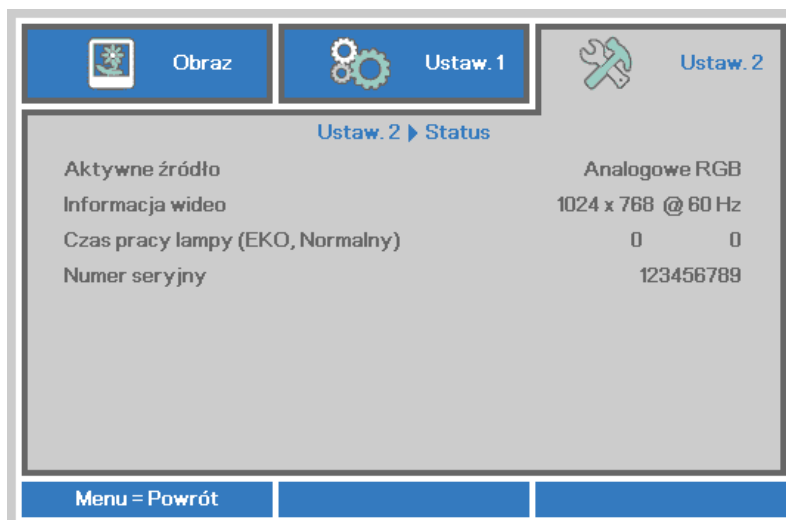 Obraz Ustaw. 1 Ustaw. 2
Ustaw. 2 Status
Aktywne źródło Analogowe RGB
Informacja wideo 1024 x 768 @ 60 Hz
Czas pracy lampy (EKO, Normalny) 0 0
Numer seryjny 123456789
Menu = Powrót